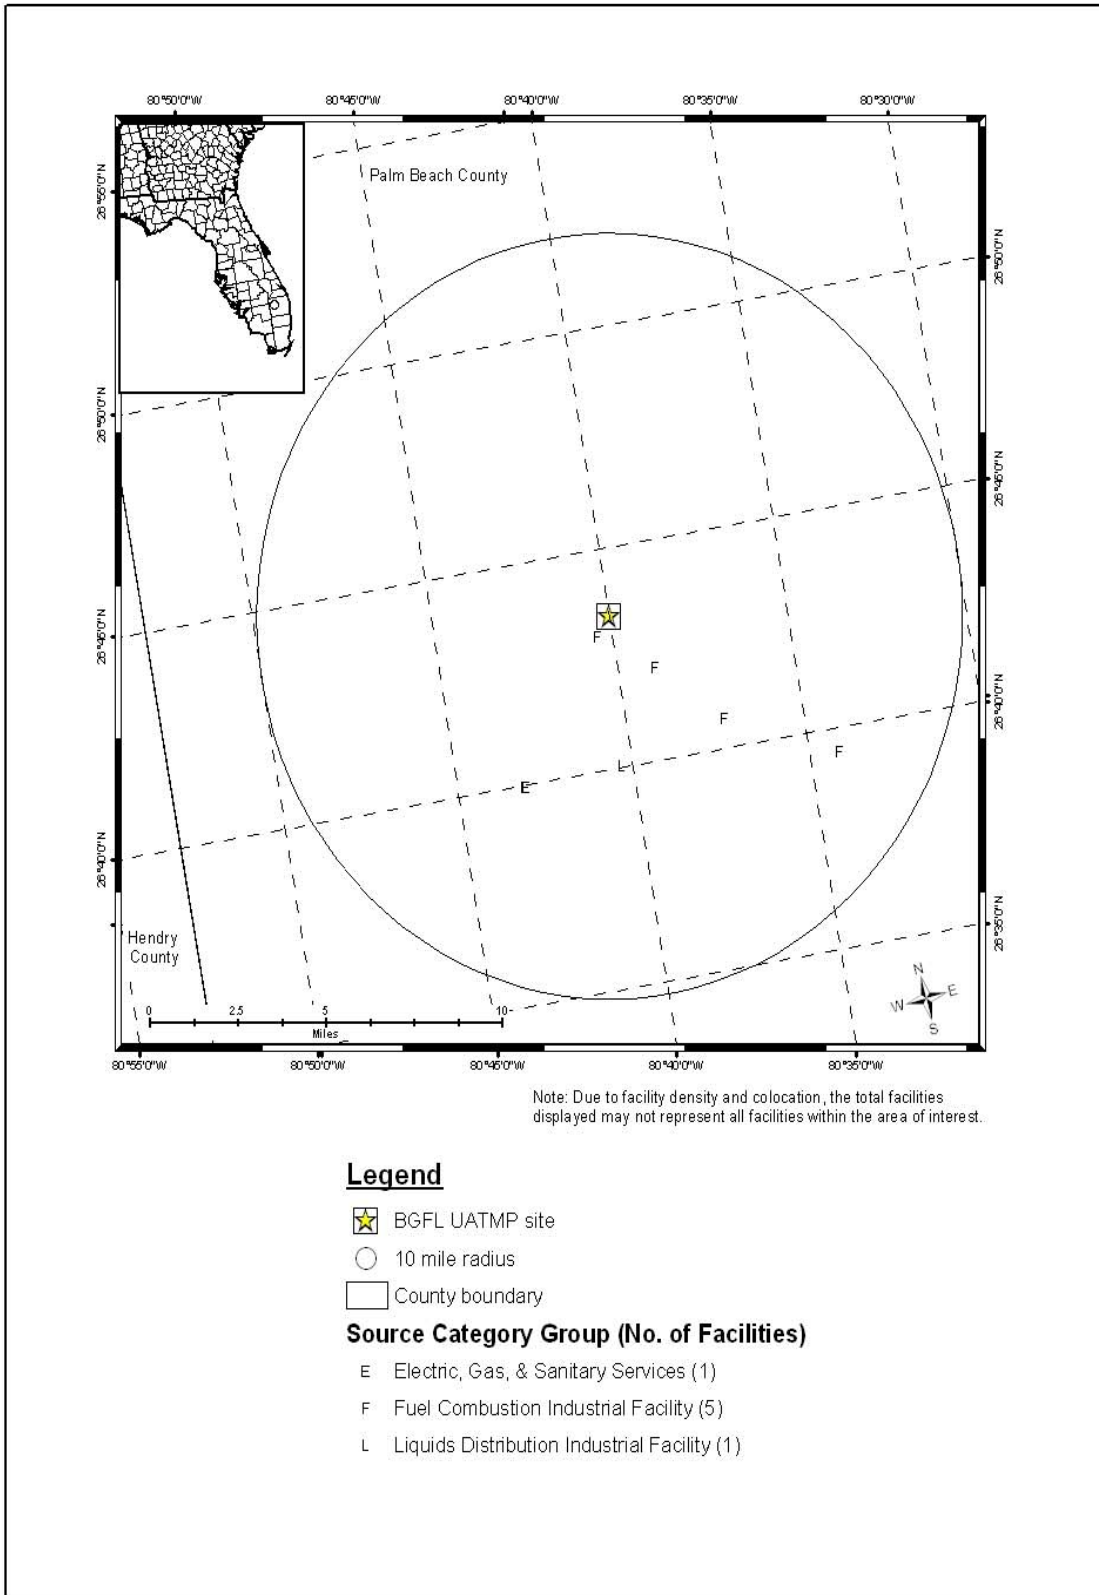 80°50'0"W 80°45'0"W 80°40'0"W 80°35'0"W 80°30'0"W
Palm Beach County
26°55'0"N
26°50'0"N
26°45'0"N
26°40'0"N
26°50'0"N
26°45'0"N
26°40'0"N
26°35'0"N
F
F
F
F
L
E
Hendry
County
N
W E
S
0 2.5 5 10
Miles
80°55'0"W 80°50'0"W 80°45'0"W 80°40'0"W 80°35'0"W
Note: Due to facility density and colocation, the total facilities
displayed may not represent all facilities within the area of interest.
Legend
BGFL UATMP site
10 mile radius
County boundary
Source Category Group (No. of Facilities)
E Electric, Gas, & Sanitary Services (1)
F Fuel Combustion Industrial Facility (5)
L Liquids Distribution Industrial Facility (1)